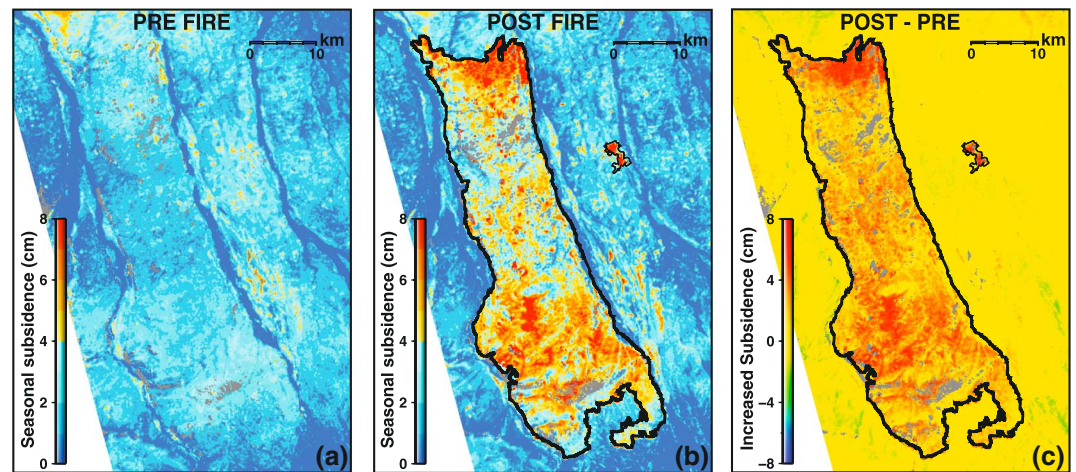 PRE FIRE
km
0 10
Seasonal subsidence (cm)
8
6
4
2
0
(a)
POST FIRE
km
0 10
Seasonal subsidence (cm)
8
6
4
2
0
(b)
POST - PRE
km
0 10
Increased Subsidence (cm)
8
4
0
−4
−8
(c)